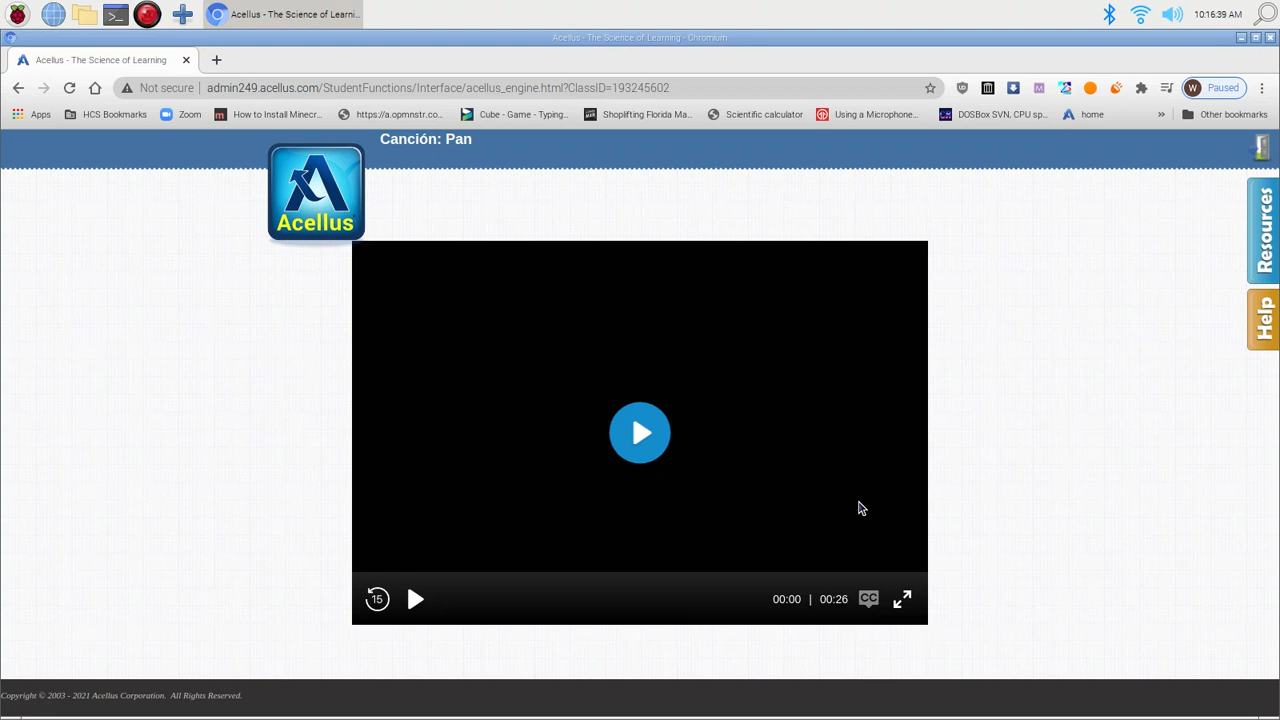 Acellus - The Science of Learni...
10:16:39 AM
Acellus - The Science of Learning - Chromium
Acellus - The Science of Learning
Not secure
admin249.acellus.com/StudentFunctions/Interface/acellus_engine.html?ClassID=193245602
W Paused
Apps
HCS Bookmarks
Zoom
How to Install Minecr...
https://a.opmnstr.co...
Cube - Game - Typing...
Shoplifting Florida Ma...
Scientific calculator
Using a Microphone...
DOSBox SVN, CPU sp...
home
»
Other bookmarks
Canción: Pan
Acellus
Resources
Help
15
00:00 | 00:26
CC
Copyright © 2003 - 2021 Acellus Corporation. All Rights Reserved.